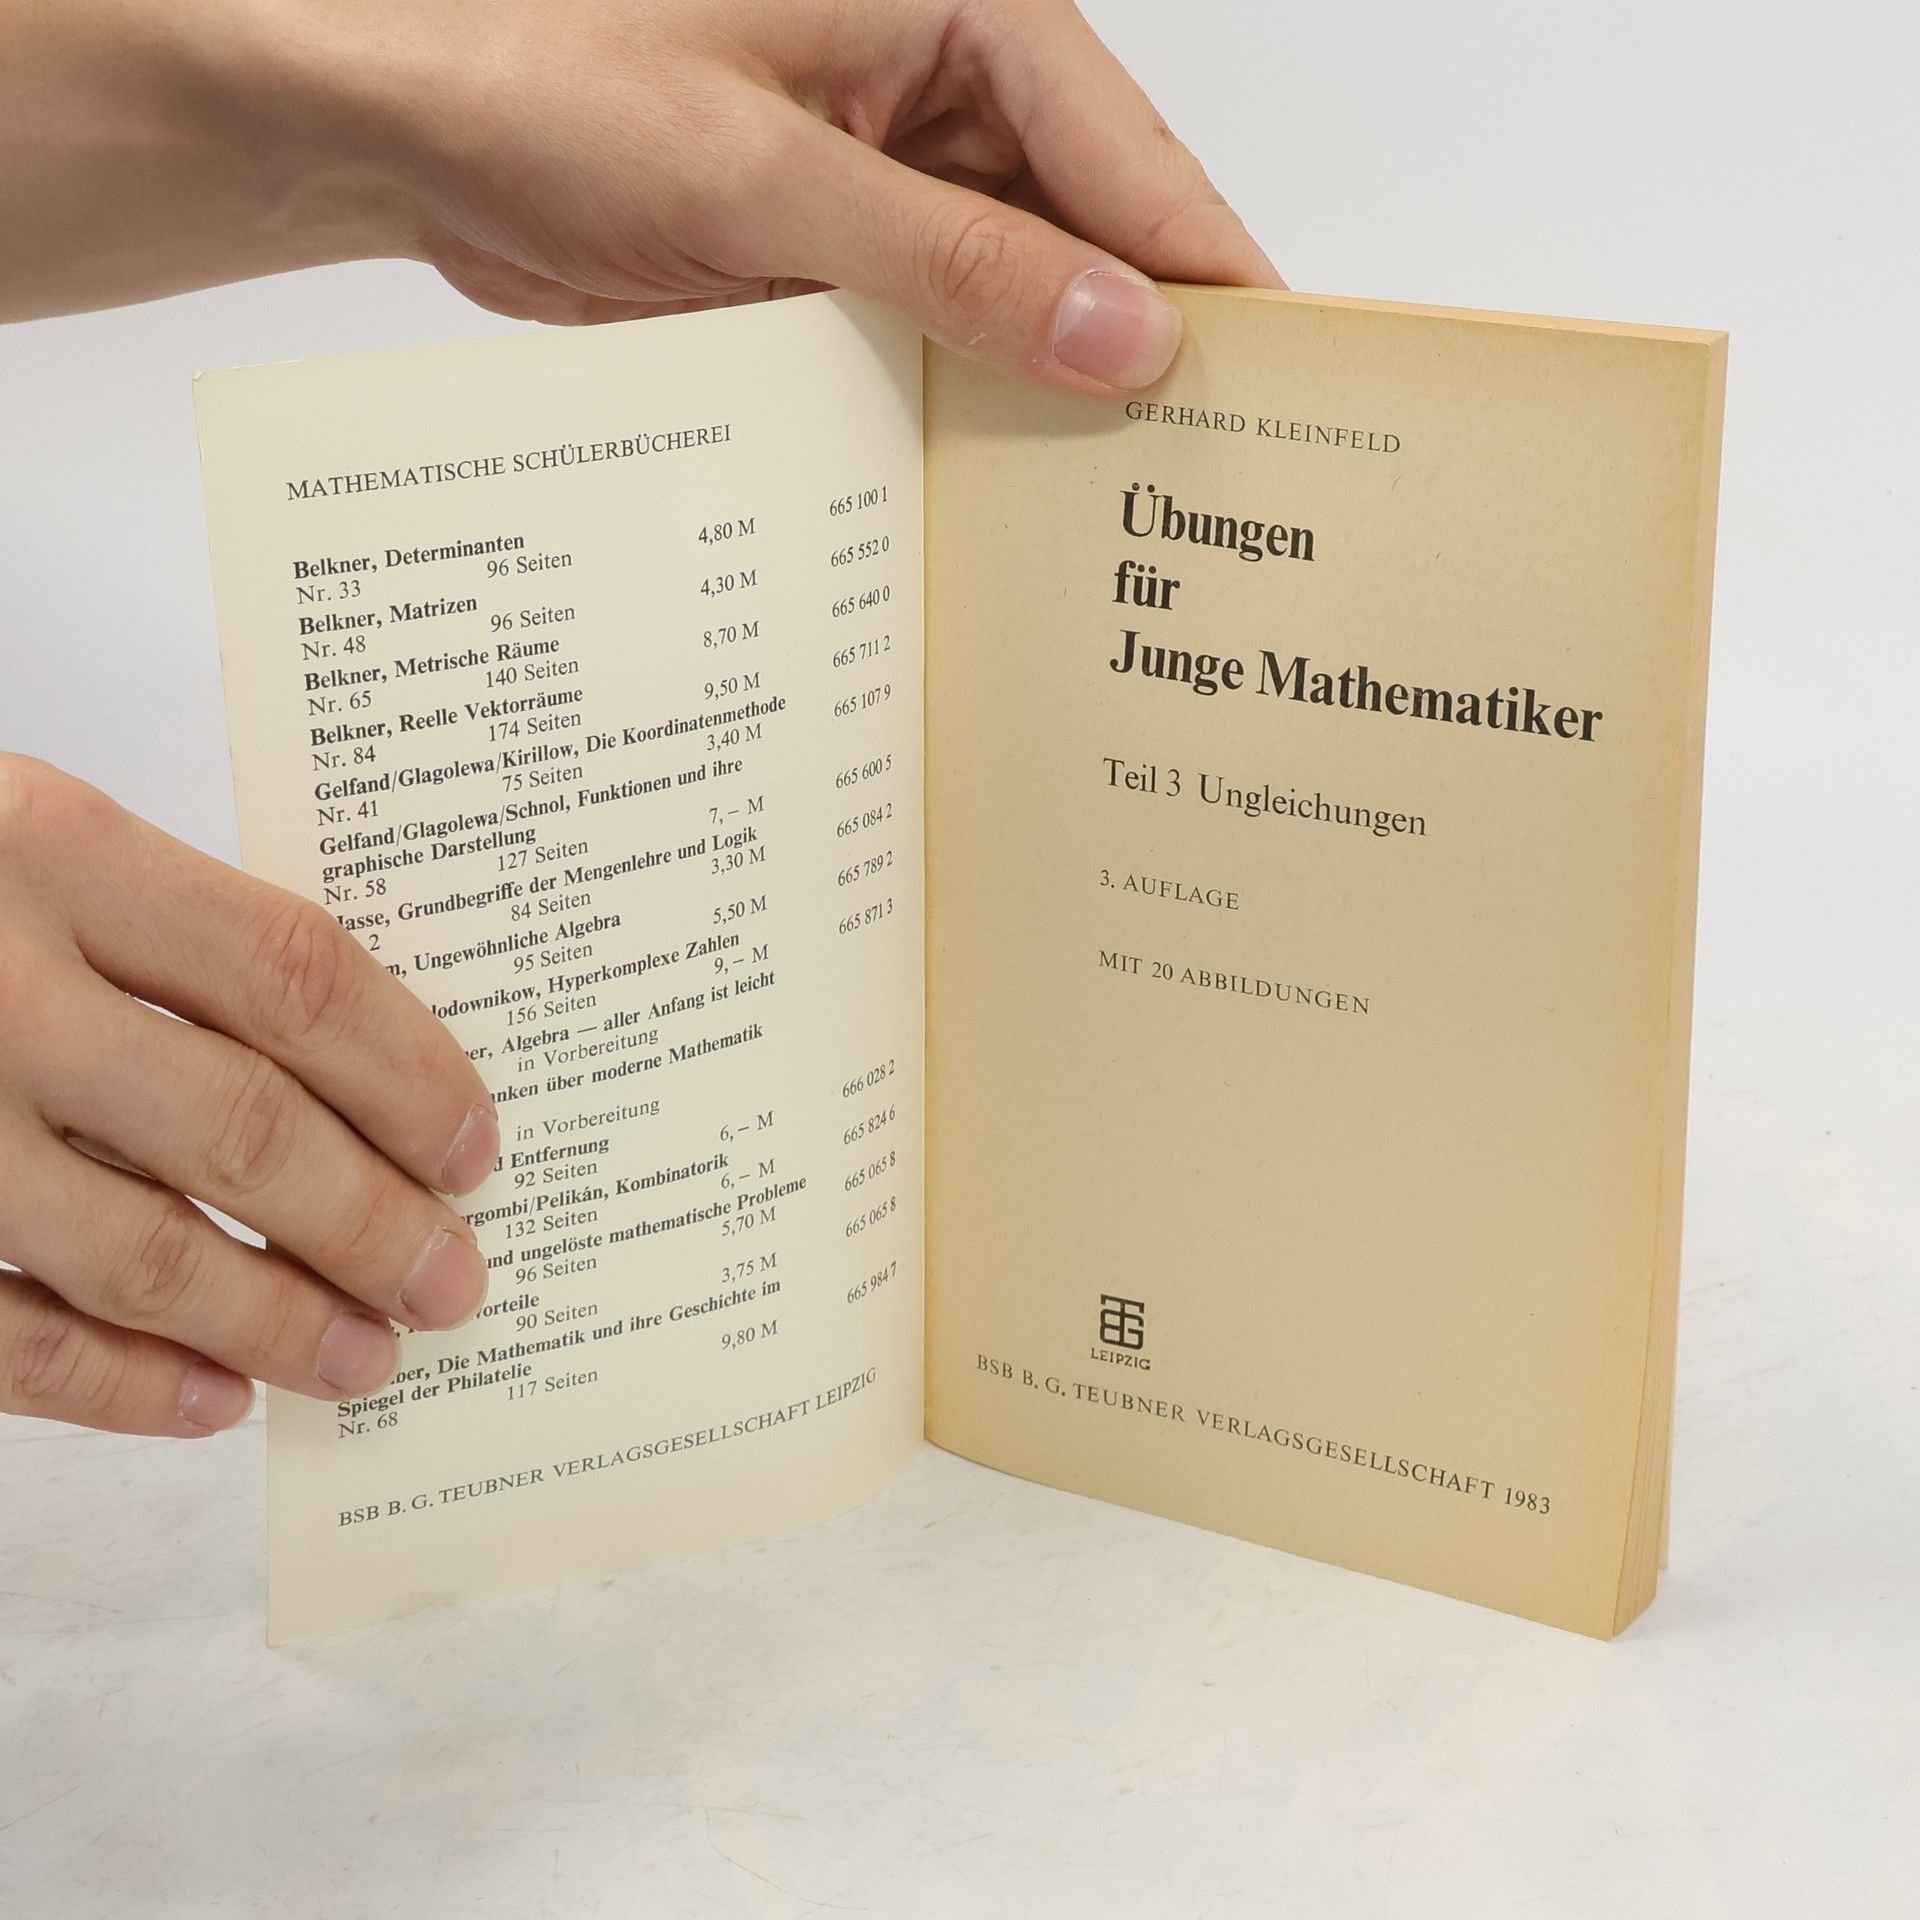 MATHEMATISCHE SCHÜLERBÜCHEREI
Belkner, Determinanten
Nr. 33 96 Seiten 4,80 M 665 100 1
Belkner, Matrizen
Nr. 48 96 Seiten 4,30 M 665 552 0
Belkner, Metrische Räume
Nr. 65 140 Seiten 8,70 M 665 640 0
Belkner, Reelle Vektorräume
Nr. 84 174 Seiten 9,50 M 665 711 2
Gelfand/Glagolewa/Kirillow, Die Koordinatenmethode
Nr. 41 75 Seiten 3,40 M 665 107 9
Gelfand/Glagolewa/Schnol, Funktionen und ihre
graphische Darstellung
Nr. 58 127 Seiten 7,– M 665 600 5
Grundbegriffe der Mengenlehre und Logik
2 84 Seiten 3,30 M 665 084 2
Ungewöhnliche Algebra
95 Seiten 5,50 M 665 789 2
Hyperkomplexe Zahlen
156 Seiten 9,– M 665 871 3
Algebra — aller Anfang ist leicht
in Vorbereitung
über moderne Mathematik
in Vorbereitung
Entfernung
92 Seiten 6,– M 666 028 2
Pelikán, Kombinatorik
132 Seiten 6,– M 665 824 6
und ungelöste mathematische Probleme
96 Seiten 5,70 M 665 065 8
90 Seiten 3,75 M 665 065 8
Die Mathematik und ihre Geschichte im
Spiegel der Philatelie
Nr. 68 117 Seiten 9,80 M 665 984 7
BSB B. G. TEUBNER VERLAGSGESELLSCHAFT LEIPZIG
GERHARD KLEINFELD
Übungen
für
Junge Mathematiker
Teil 3 Ungleichungen
3. AUFLAGE
MIT 20 ABBILDUNGEN
LEIPZIG
BSB B. G. TEUBNER VERLAGSGESELLSCHAFT 1983